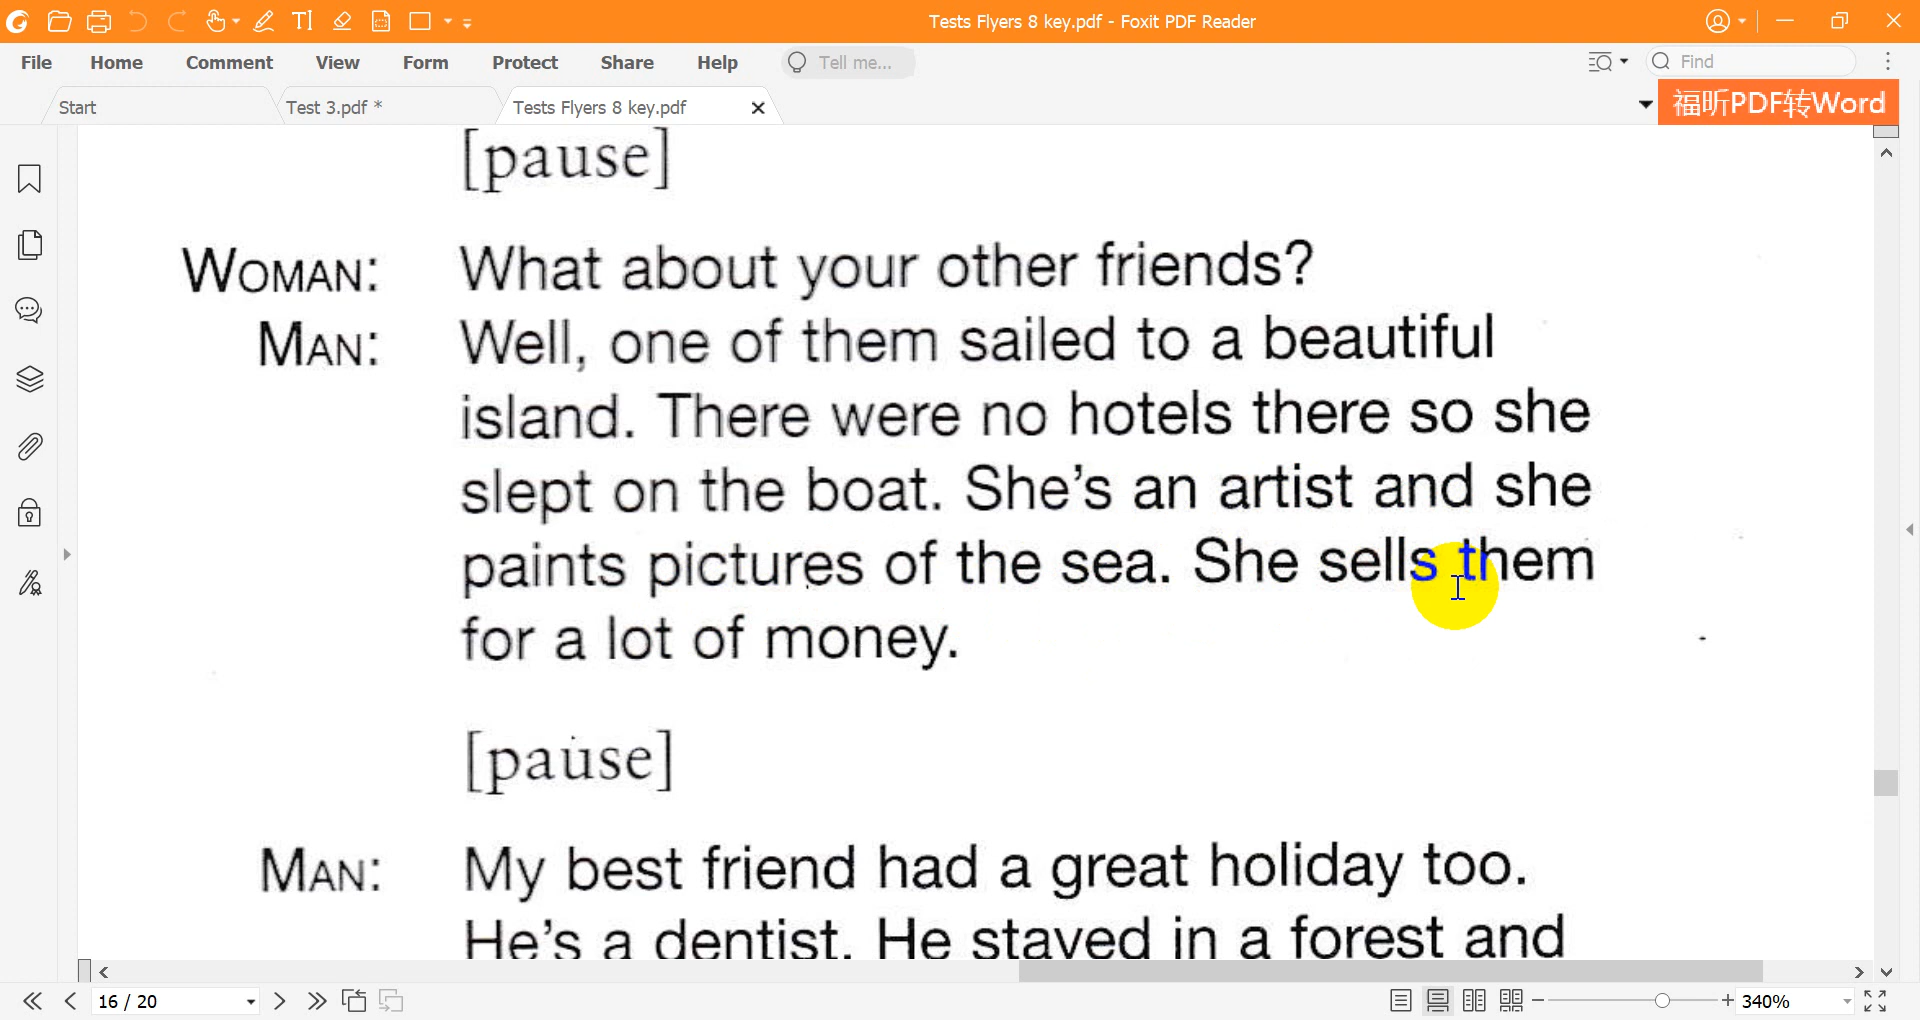 Tests Flyers 8 key.pdf - Foxit PDF Reader
File Home Comment View Form Protect Share Help Tell me... Find
Start Test 3.pdf * Tests Flyers 8 key.pdf 福昕PDF转Word
[pause]
WOMAN: What about your other friends?
MAN: Well, one of them sailed to a beautiful
island. There were no hotels there so she
slept on the boat. She's an artist and she
paints pictures of the sea. She sells them
for a lot of money.
[pause]
MAN: My best friend had a great holiday too.
He's a dentist. He stayed in a forest and
16 / 20 340%